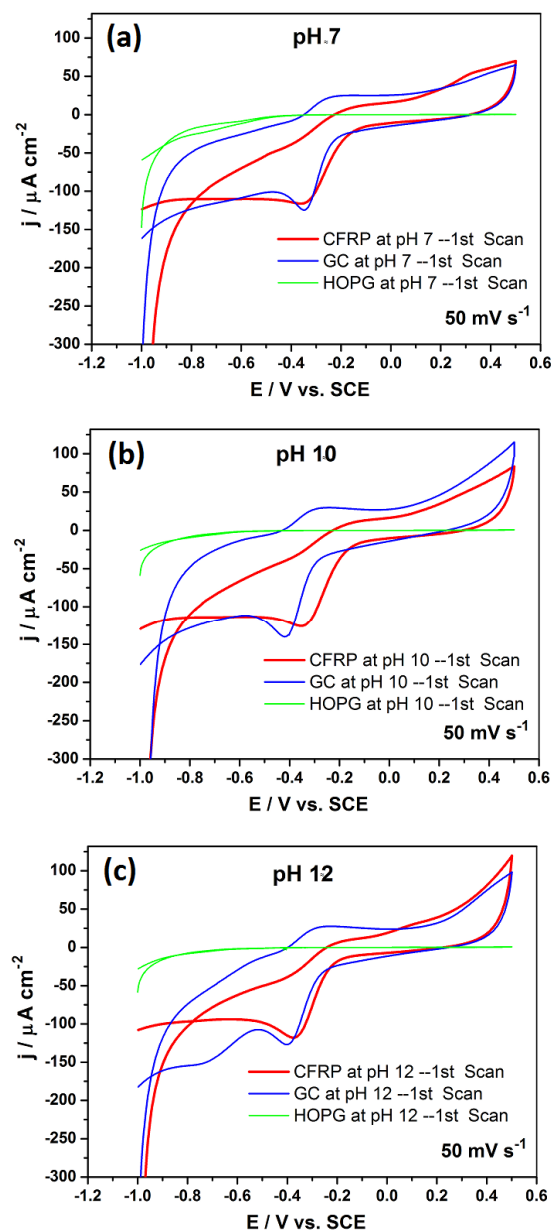 (a)
pH 7
j / µA cm-2
100
50
0
-50
-100
-150
-200
-250
-300
CFRP at pH 7 --1st Scan
GC at pH 7 --1st Scan
HOPG at pH 7 --1st Scan
50 mV s-1
-1.2 -1.0 -0.8 -0.6 -0.4 -0.2 0.0 0.2 0.4 0.6
E / V vs. SCE
(b)
pH 10
j / µA cm-2
100
50
0
-50
-100
-150
-200
-250
-300
CFRP at pH 10 --1st Scan
GC at pH 10 --1st Scan
HOPG at pH 10 --1st Scan
50 mV s-1
-1.2 -1.0 -0.8 -0.6 -0.4 -0.2 0.0 0.2 0.4 0.6
E / V vs. SCE
(c)
pH 12
j / µA cm-2
100
50
0
-50
-100
-150
-200
-250
-300
CFRP at pH 12 --1st Scan
GC at pH 12 --1st Scan
HOPG at pH 12 --1st Scan
50 mV s-1
-1.2 -1.0 -0.8 -0.6 -0.4 -0.2 0.0 0.2 0.4 0.6
E / V vs. SCE